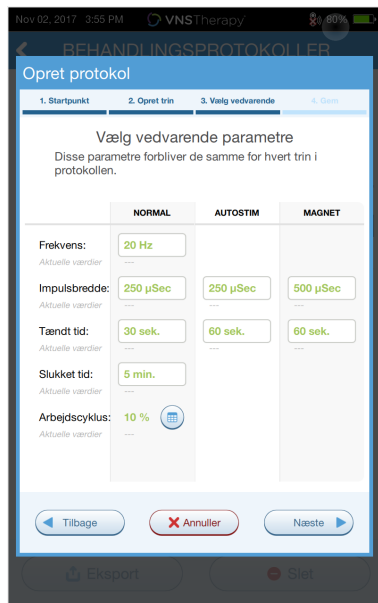 Nov 02, 2017 3:55 PM VNSTherapy 80%
BEHANDLINGSPROTOKOLLER
Opret protokol
1. Startpunkt 2. Opret trin 3. Vælg vedvarende 4. Gem
Vælg vedvarende parametre
Disse parametre forbliver de samme for hvert trin i
protokollen.
NORMAL AUTOSTIM MAGNET
Frekvens: 20 Hz
Aktuelle værdier ---
Impulsbredde: 250 µSec 250 µSec 500 µSec
Aktuelle værdier --- --- ---
Tændt tid: 30 sek. 60 sek. 60 sek.
Aktuelle værdier --- --- ---
Slukket tid: 5 min.
Aktuelle værdier ---
Arbejdscyklus: 10 %
Aktuelle værdier ---
Tilbage Annuller Næste
Eksport Slet